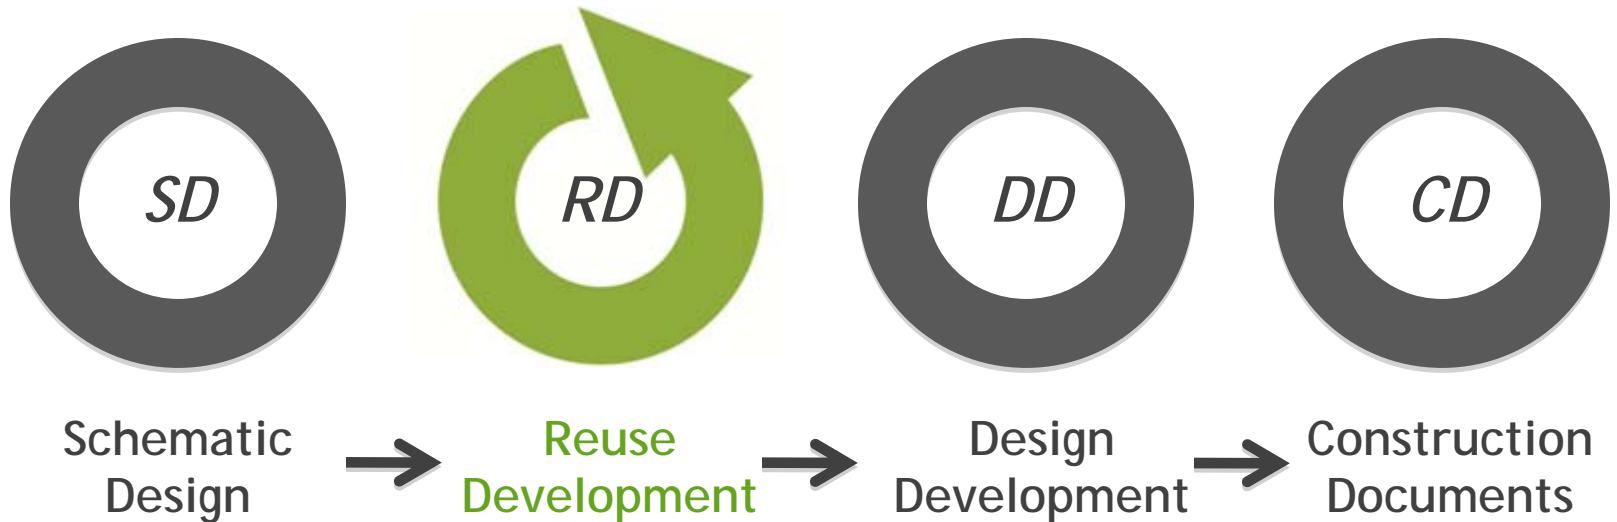 SD
RD
DD
CD
Schematic
Design
Reuse
Development
Design
Development
Construction
Documents